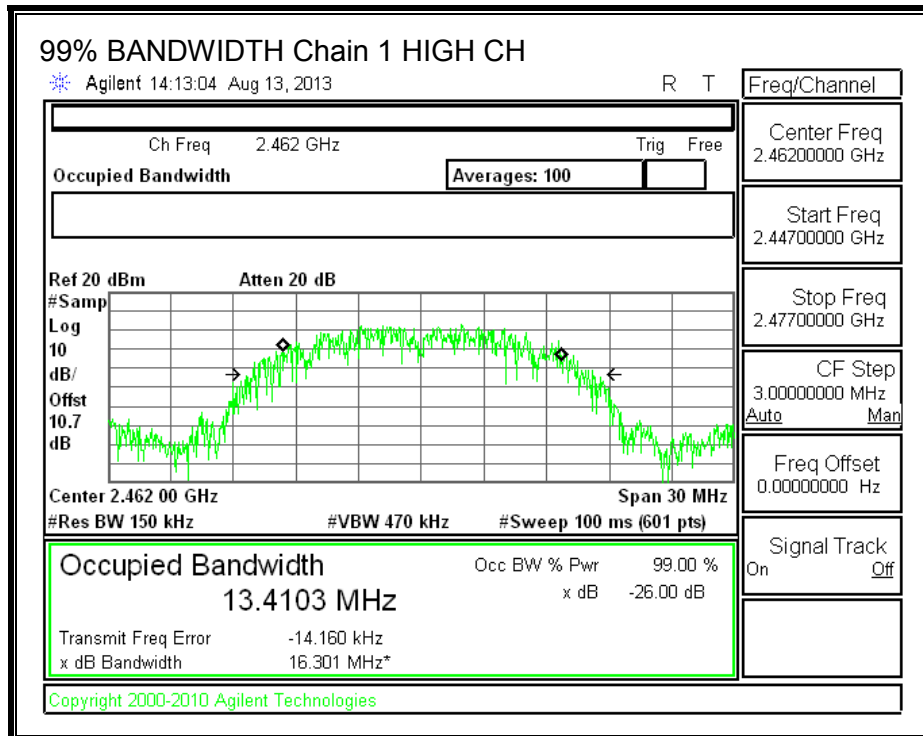 99% BANDWIDTH Chain 1 HIGH CH
Agilent 14:13:04 Aug 13, 2013 R T
Ch Freq 2.462 GHz Trig Free
Occupied Bandwidth Averages: 100
Ref 20 dBm Atten 20 dB
#Samp
Log
10
dB/
Offst
10.7
dB
Center 2.462 00 GHz Span 30 MHz
#Res BW 150 kHz #VBW 470 kHz #Sweep 100 ms (601 pts)
Occupied Bandwidth
13.4103 MHz
Occ BW % Pwr 99.00 %
x dB -26.00 dB
Transmit Freq Error -14.160 kHz
x dB Bandwidth 16.301 MHz*
Copyright 2000-2010 Agilent Technologies
Freq/Channel
Center Freq
2.46200000 GHz
Start Freq
2.44700000 GHz
Stop Freq
2.47700000 GHz
CF Step
3.00000000 MHz
Auto Man
Freq Offset
0.00000000 Hz
Signal Track
On Off